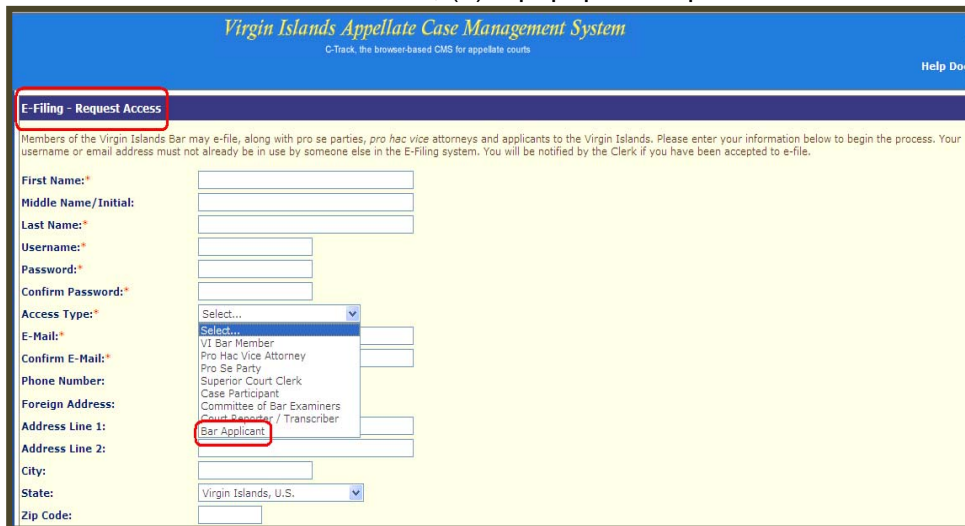 Virgin Islands Appellate Case Management System
C-Track, the browser-based CMS for appellate courts
Help Do
E-Filing - Request Access
Members of the Virgin Islands Bar may e-file, along with pro se parties, pro hac vice attorneys and applicants to the Virgin Islands. Please enter your information below to begin the process. Your
username or email address must not already be in use by someone else in the E-Filing system. You will be notified by the Clerk if you have been accepted to e-file.
First Name:*
Middle Name/Initial:
Last Name:*
Username:*
Password:*
Confirm Password:*
Access Type:* Select...
Select...
E-Mail:*
VI Bar Member
Confirm E-Mail:* Pro Hac Vice Attorney
Pro Se Party
Phone Number: Superior Court Clerk
Case Participant
Foreign Address: Committee of Bar Examiners
Court Reporter / Transcriber
Address Line 1:
Bar Applicant
Address Line 2:
City:
State: Virgin Islands, U.S.
Zip Code: